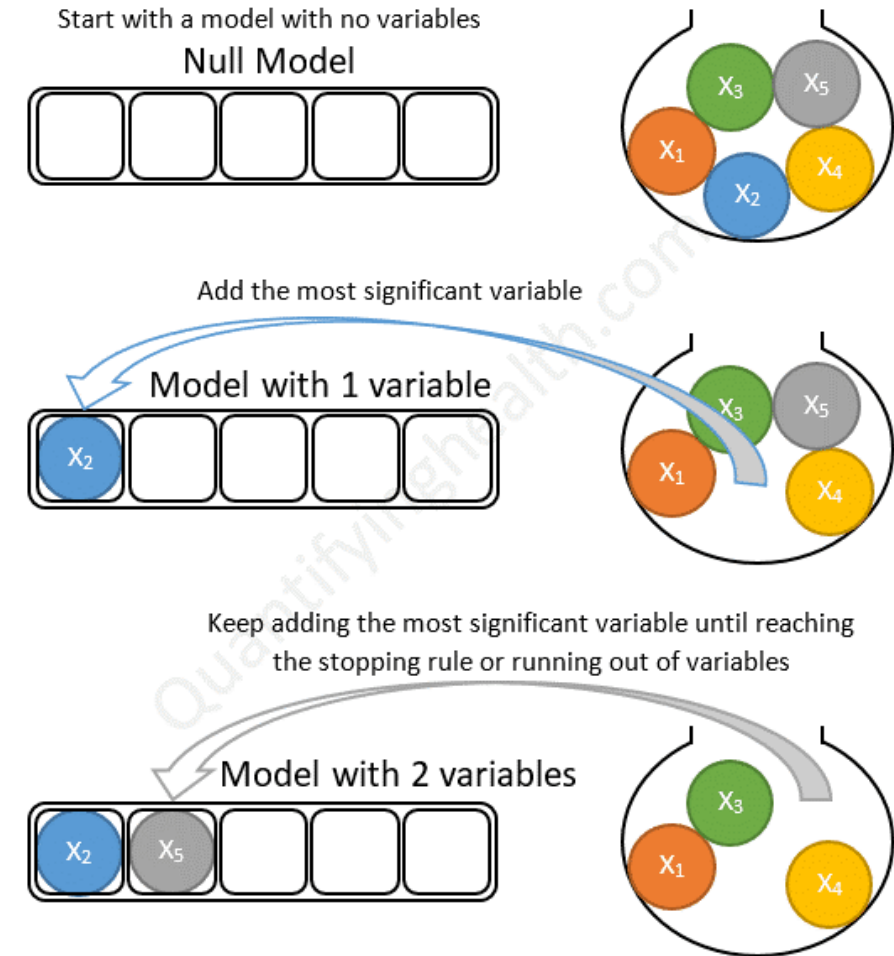 Start with a model with no variables
Null Model
X₃
X₅
X₁
X₄
X₂
Add the most significant variable
Model with 1 variable
X₂
X₃
X₅
X₁
X₄
Keep adding the most significant variable until reaching
the stopping rule or running out of variables
Model with 2 variables
X₂
X₅
X₃
X₁
X₄
Quantifyinghealth.com